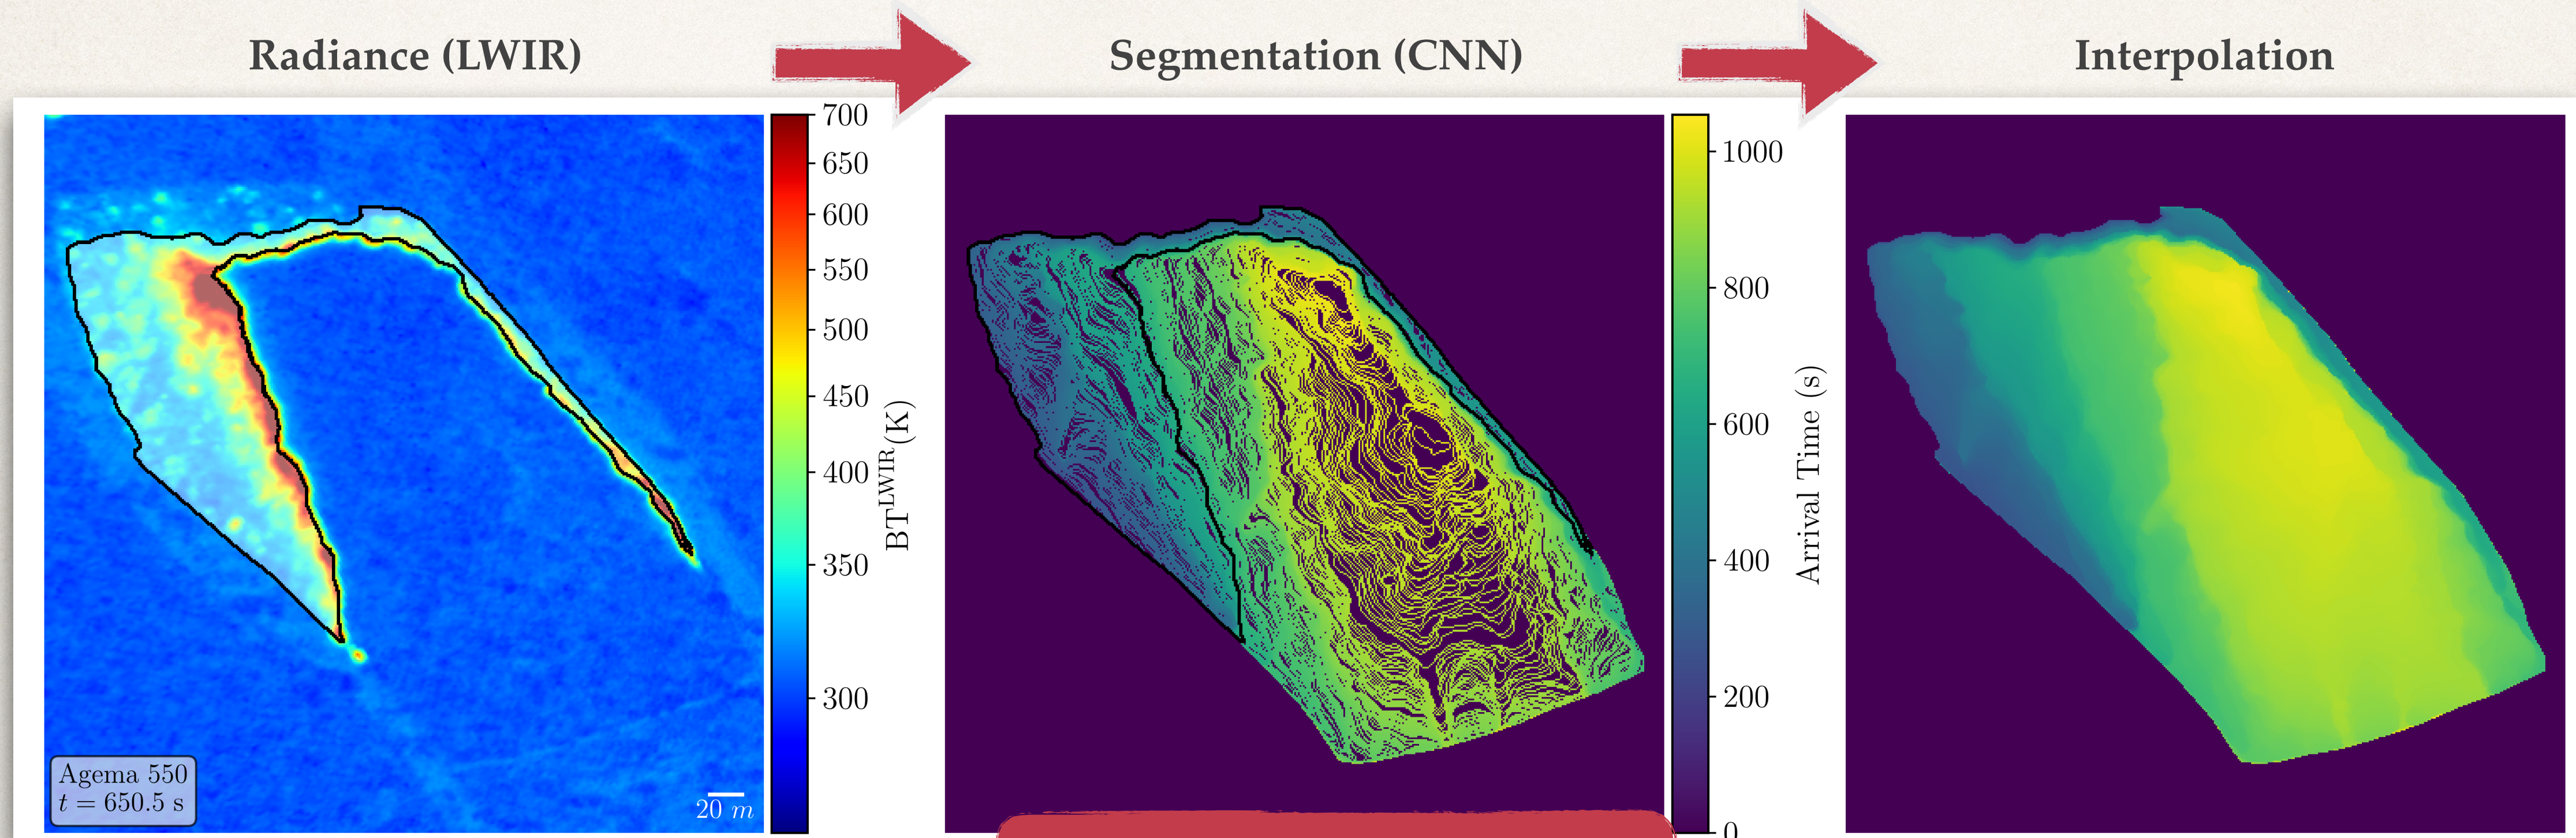 Radiance (LWIR)
Segmentation (CNN)
Interpolation
700
650
600
550
500
450
400
350
300
BT^LWIR (K)
Agema 550
t = 650.5 s
20 m
1000
800
600
400
200
0
Arrival Time (s)